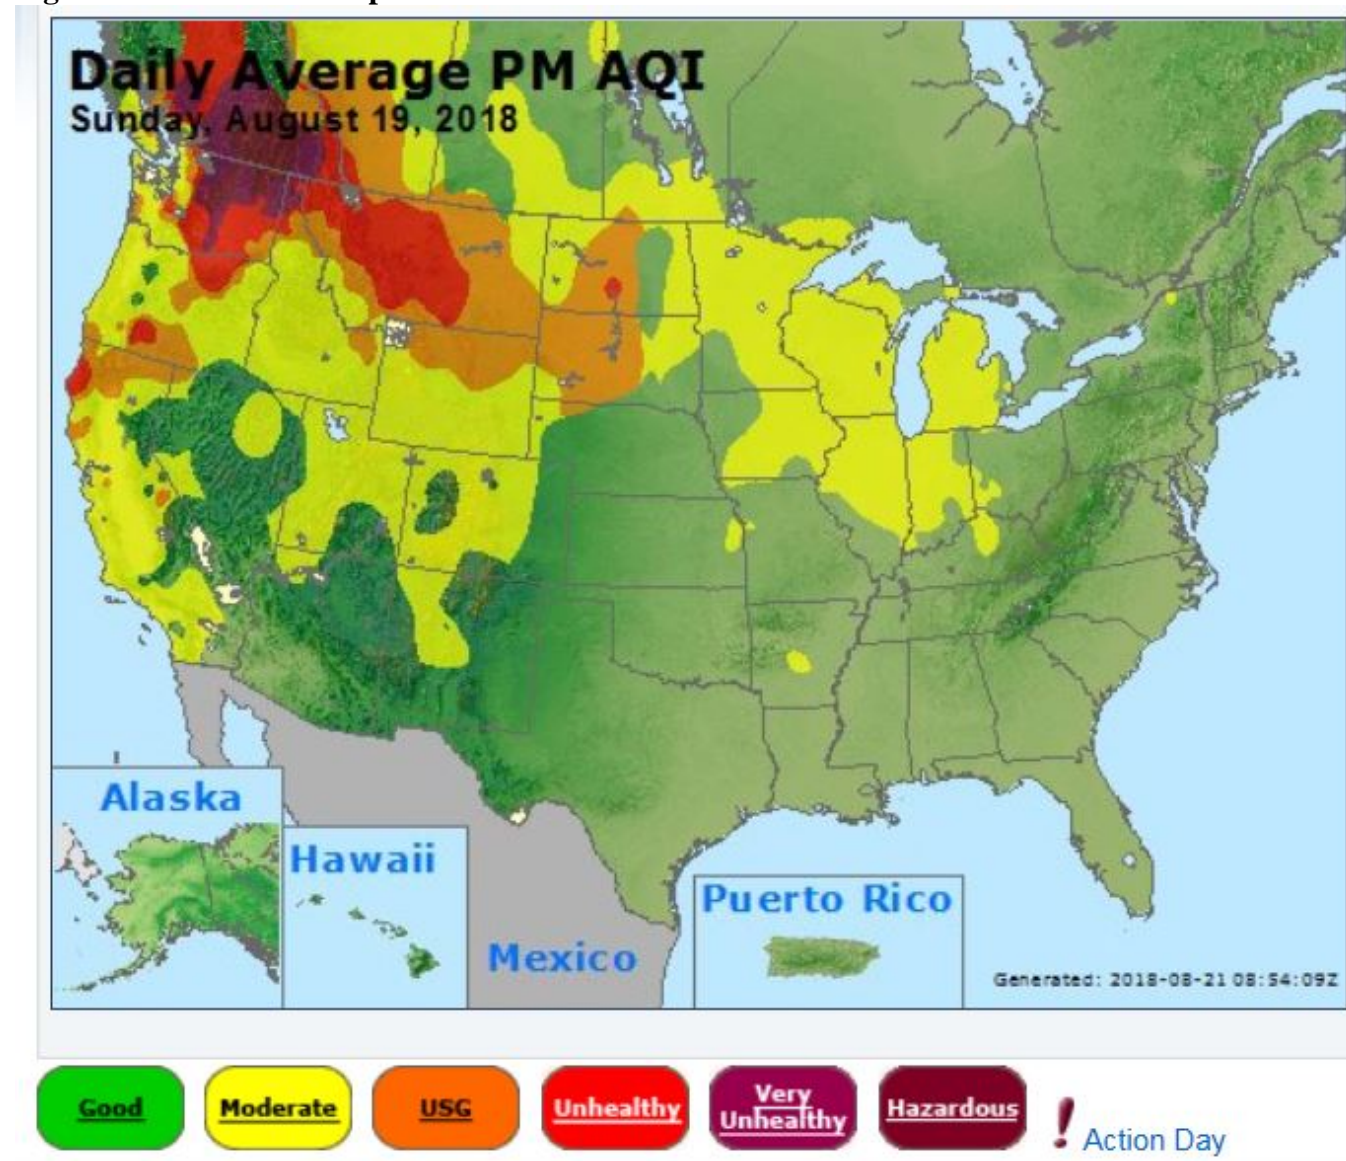 Daily Average PM AQI
Sunday, August 19, 2018
Alaska
Hawaii
Mexico
Puerto Rico
Generated: 2018-08-21 08:54:09Z
Good
Moderate
USG
Unhealthy
Very
Unhealthy
Hazardous
Action Day